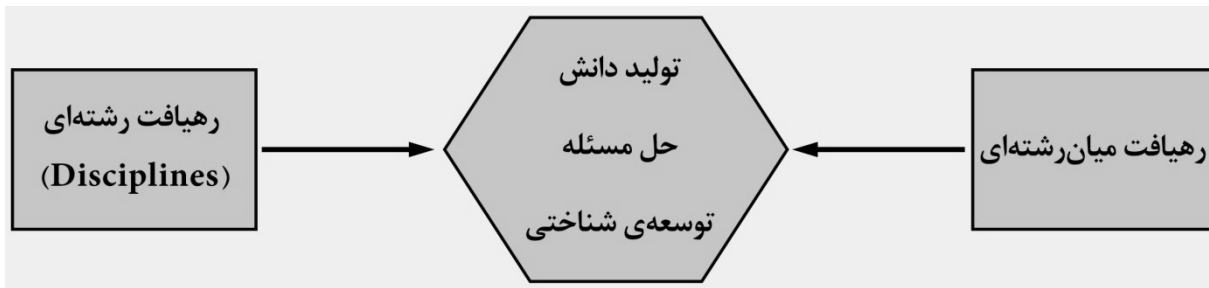 رهیافت میان‌رشته‌ای
تولید دانش
حل مسئله
توسعه‌ی شناختی
رهیافت رشته‌ای
(Disciplines)